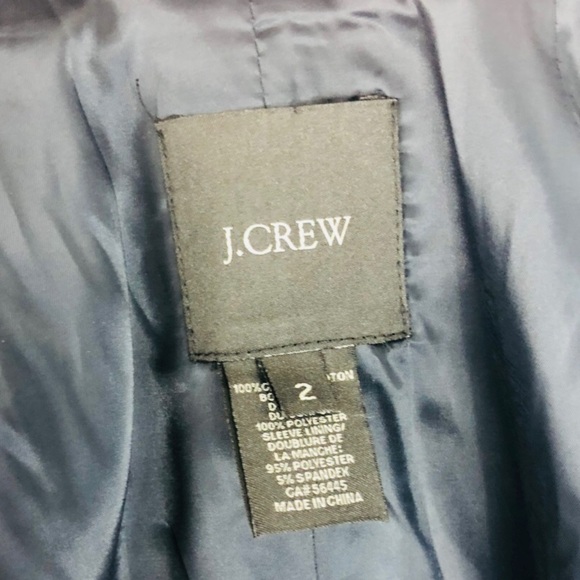 J.CREW
2
100%
100% POLYESTER
SLEEVE LINING/
DOUBLURE DE
LA MANCHE:
95% POLYESTER
5% SPANDEX
CA# 56445
MADE IN CHINA